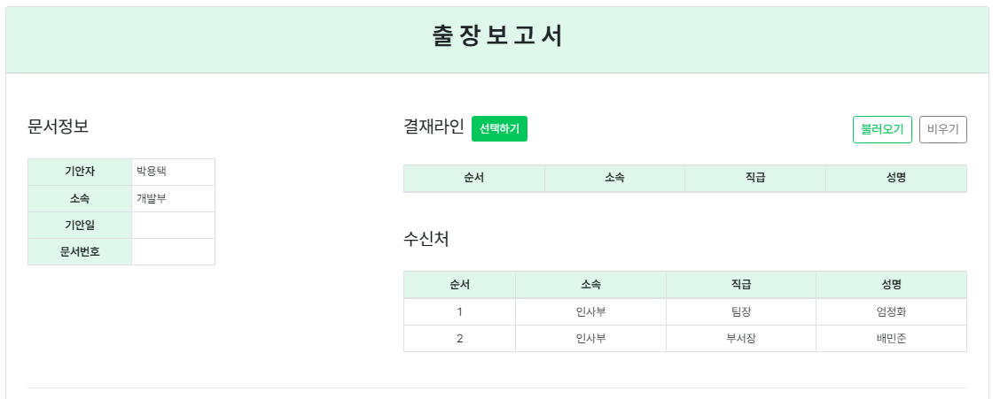 출 장 보 고 서
문서정보
기안자 박용택
소속 개발부
기안일
문서번호
결재라인 선택하기 불러오기 비우기
순서 소속 직급 성명
수신처
순서 소속 직급 성명
1 인사부 팀장 엄정화
2 인사부 부서장 배민준